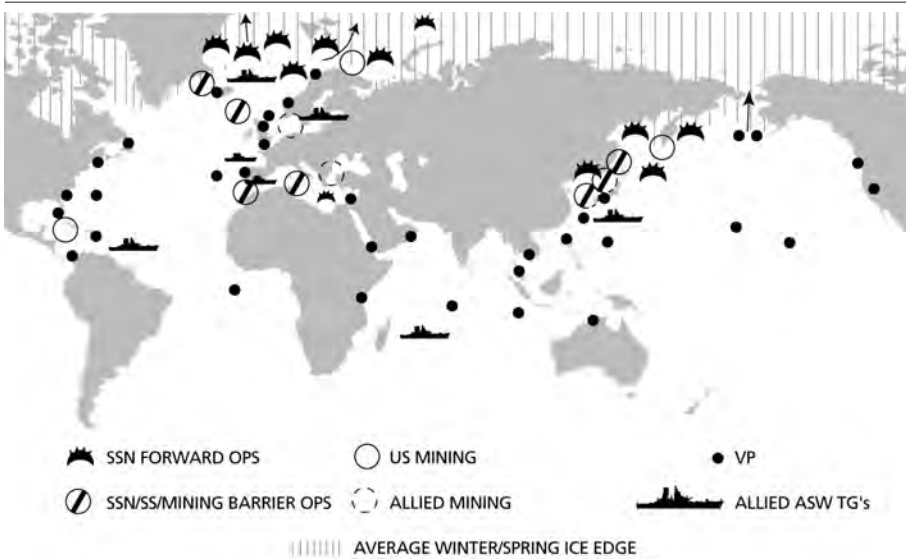 SSN FORWARD OPS
US MINING
VP
SSN/SS/MINING BARRIER OPS
ALLIED MINING
ALLIED ASW TG's
AVERAGE WINTER/SPRING ICE EDGE